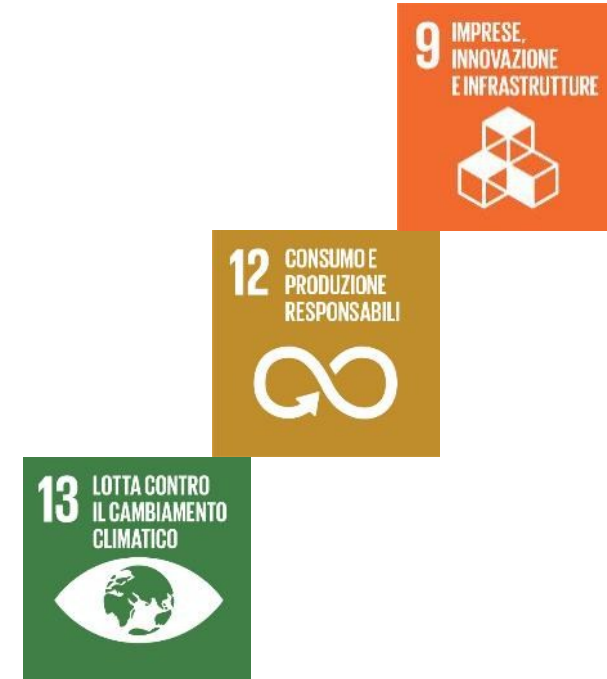 9 IMPRESE,
INNOVAZIONE
E INFRASTRUTTURE
12 CONSUMO E
PRODUZIONE
RESPONSABILI
13 LOTTA CONTRO
IL CAMBIAMENTO
CLIMATICO